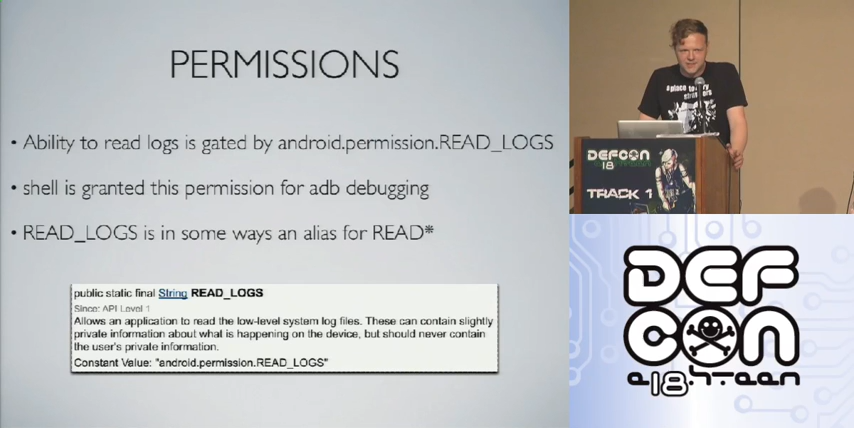 PERMISSIONS
• Ability to read logs is gated by android.permission.READ_LOGS
• shell is granted this permission for adb debugging
• READ_LOGS is in some ways an alias for READ*
public static final String READ_LOGS
Since: API Level 1
Allows an application to read the low-level system log files. These can contain slightly
private information about what is happening on the device, but should never contain
the user's private information.
Constant Value: "android.permission.READ_LOGS"
DEFCON
18
TRACK 1
DEF
CON